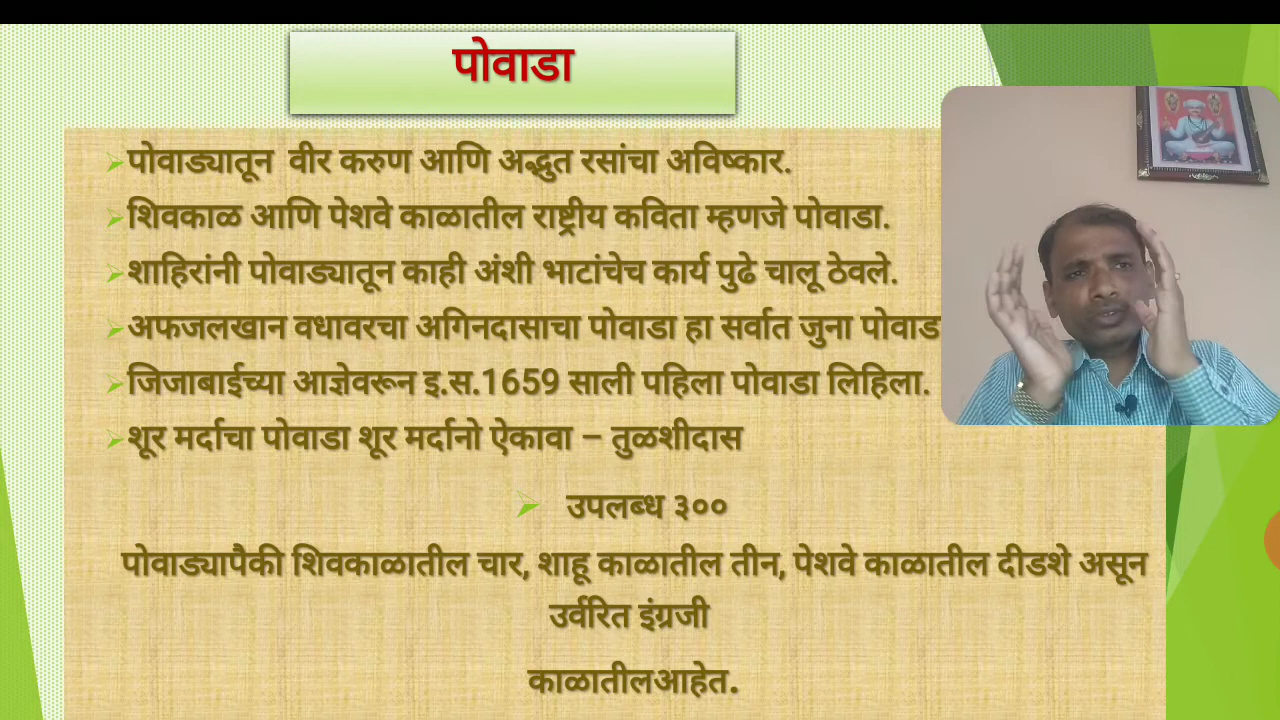 पोवाडा
पोवाड्यातून वीर करुण आणि अद्भुत रसांचा अविष्कार.
शिवकाळ आणि पेशवे काळातील राष्ट्रीय कविता म्हणजे पोवाडा.
शाहिरांनी पोवाड्यातून काही अंशी भाटांचेच कार्य पुढे चालू ठेवले.
अफजलखान वधावरचा अगिनदासाचा पोवाडा हा सर्वात जुना
जिजाबाईच्या आज्ञेवरून इ.स.1659 साली पहिला पोवाडा लिहिला.
शूर मर्दाचा पोवाडा शूर मर्दानो ऐकावा – तुळशीदास
उपलब्ध ३००
पोवाड्यापैकी शिवकाळातील चार, शाहू काळातील तीन, पेशवे काळातील दीडशे असून
उर्वरित इंग्रजी
काळातीलआहेत.